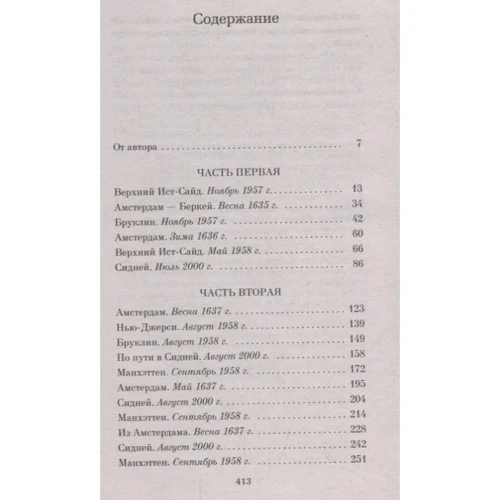 Содержание
От автора 7
ЧАСТЬ ПЕРВАЯ
Верхний Ист-Сайд. Ноябрь 1957 г. 13
Амстердам — Беркей. Весна 1635 г. 34
Бруклин. Ноябрь 1957 г. 42
Амстердам. Зима 1636 г. 60
Верхний Ист-Сайд. Май 1958 г. 66
Сидней. Июль 2000 г. 86
ЧАСТЬ ВТОРАЯ
Амстердам. Весна 1637 г. 123
Нью-Джерси. Август 1958 г. 139
Бруклин. Август 1958 г. 149
По пути в Сидней. Август 2000 г. 158
Манхэттен. Сентябрь 1958 г. 172
Амстердам. Май 1637 г. 195
Сидней. Август 2000 г. 204
Манхэттен. Сентябрь 1958 г. 214
Из Амстердама. Весна 1637 г. 228
Сидней. Август 2000 г. 242
Манхэттен. Сентябрь 1958 г. 251
413